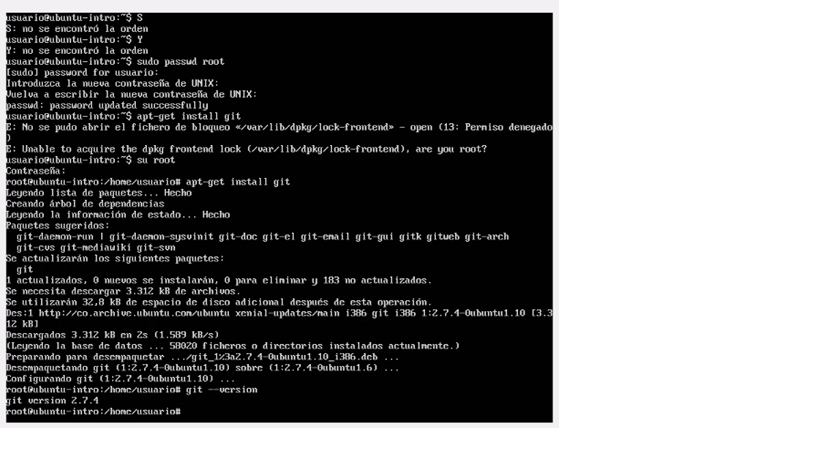 usuario@ubuntu-intro:~$ S
S: no se encontró la orden
usuario@ubuntu-intro:~$ Y
Y: no se encontró la orden
usuario@ubuntu-intro:~$ sudo passwd root
[sudo] password for usuario:
Introduzca la nueva contraseña de UNIX:
Vuelva a escribir la nueva contraseña de UNIX:
passwd: password updated successfully
usuario@ubuntu-intro:~$ apt-get install git
E: No se pudo abrir el fichero de bloqueo «/var/lib/dpkg/lock-frontend» - open (13: Permiso denegado
)
E: Unable to acquire the dpkg frontend lock (/var/lib/dpkg/lock-frontend), are you root?
usuario@ubuntu-intro:~$ su root
Contraseña:
root@ubuntu-intro:/home/usuario# apt-get install git
Leyendo lista de paquetes... Hecho
Creando árbol de dependencias
Leyendo la información de estado... Hecho
Paquetes sugeridos:
  git-daemon-run | git-daemon-sysvinit git-doc git-el git-email git-gui gitk gitweb git-arch
  git-cvs git-mediawiki git-svn
Se actualizarán los siguientes paquetes:
  git
1 actualizados, 0 nuevos se instalarán, 0 para eliminar y 183 no actualizados.
Se necesita descargar 3.312 kB de archivos.
Se utilizarán 32,8 kB de espacio de disco adicional después de esta operación.
Des:1 http://co.archive.ubuntu.com/ubuntu xenial-updates/main i386 git i386 1:2.7.4-0ubuntu1.10 [3.3
12 kB]
Descargados 3.312 kB en 2s (1.589 kB/s)
(Leyendo la base de datos ... 58020 ficheros o directorios instalados actualmente.)
Preparando para desempaquetar .../git_1%3a2.7.4-0ubuntu1.10_i386.deb ...
Desempaquetando git (1:2.7.4-0ubuntu1.10) sobre (1:2.7.4-0ubuntu1.6) ...
Configurando git (1:2.7.4-0ubuntu1.10) ...
root@ubuntu-intro:/home/usuario# git --version
git version 2.7.4
root@ubuntu-intro:/home/usuario#